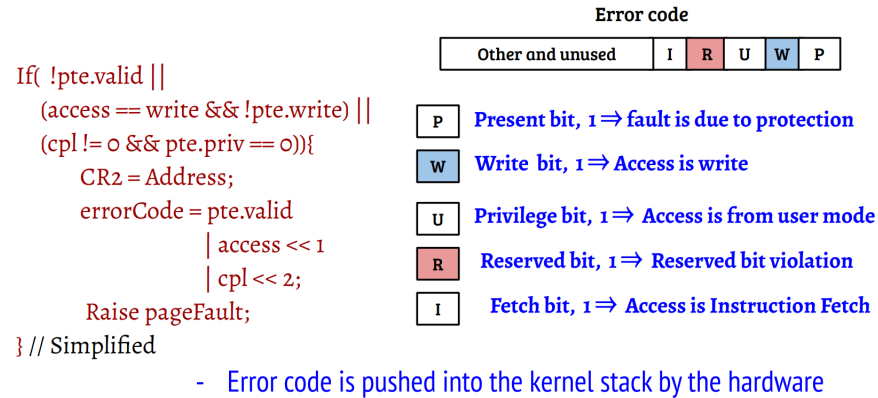 Error code
Other and unused I R U W P
If( !pte.valid ||
(access == write && !pte.write) ||
(cpl != 0 && pte.priv == 0)){
CR2 = Address;
errorCode = pte.valid
| access << 1
| cpl << 2;
Raise pageFault;
} // Simplified
P Present bit, 1 ⇒ fault is due to protection
W Write bit, 1 ⇒ Access is write
U Privilege bit, 1 ⇒ Access is from user mode
R Reserved bit, 1 ⇒ Reserved bit violation
I Fetch bit, 1 ⇒ Access is Instruction Fetch
- Error code is pushed into the kernel stack by the hardware